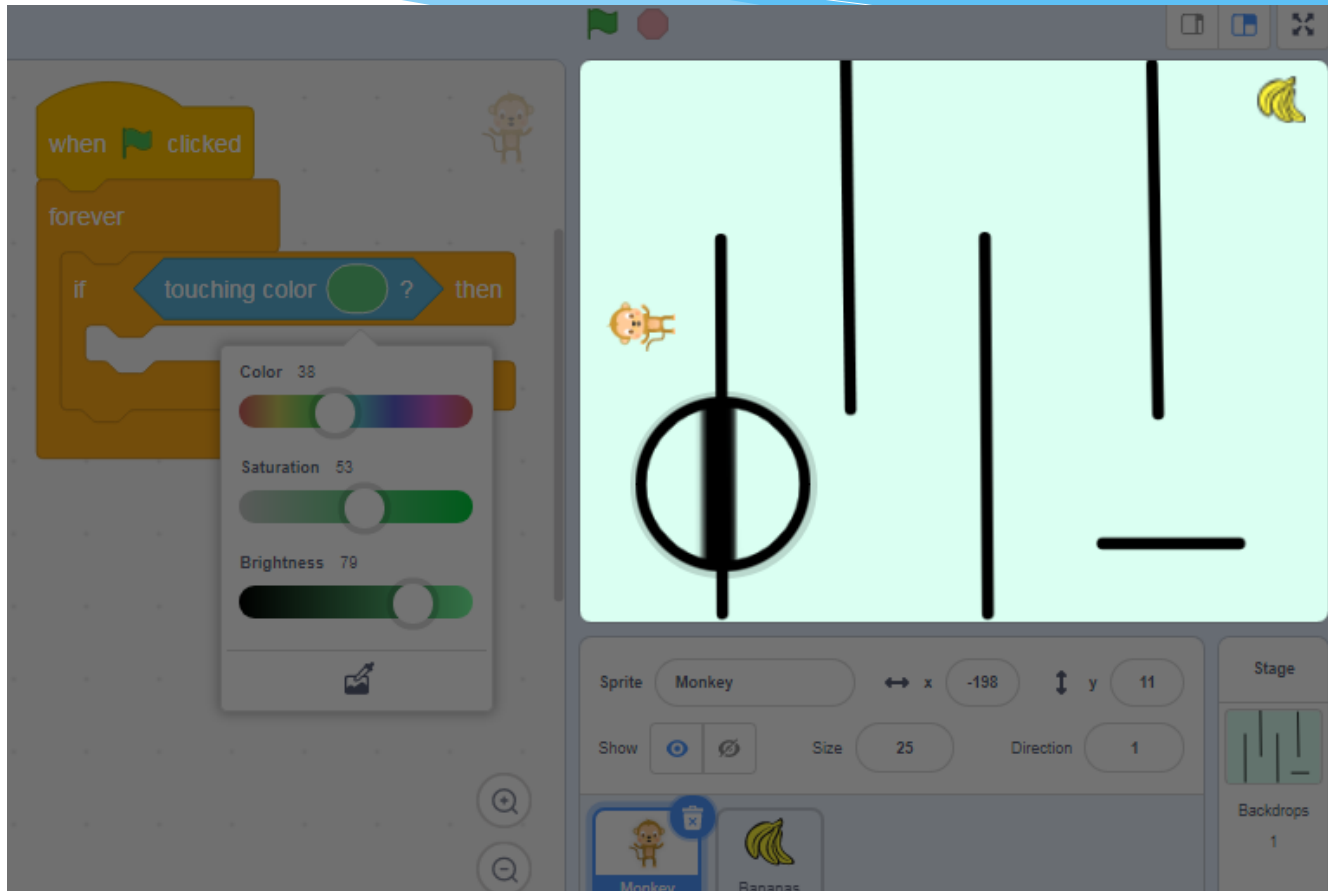 when clicked
forever
if touching color ? then
Color 38
Saturation 53
Brightness 79
Sprite Monkey x -198 y 11
Show Size 25 Direction 1
Stage
Backdrops
1
Monkey
Bananas